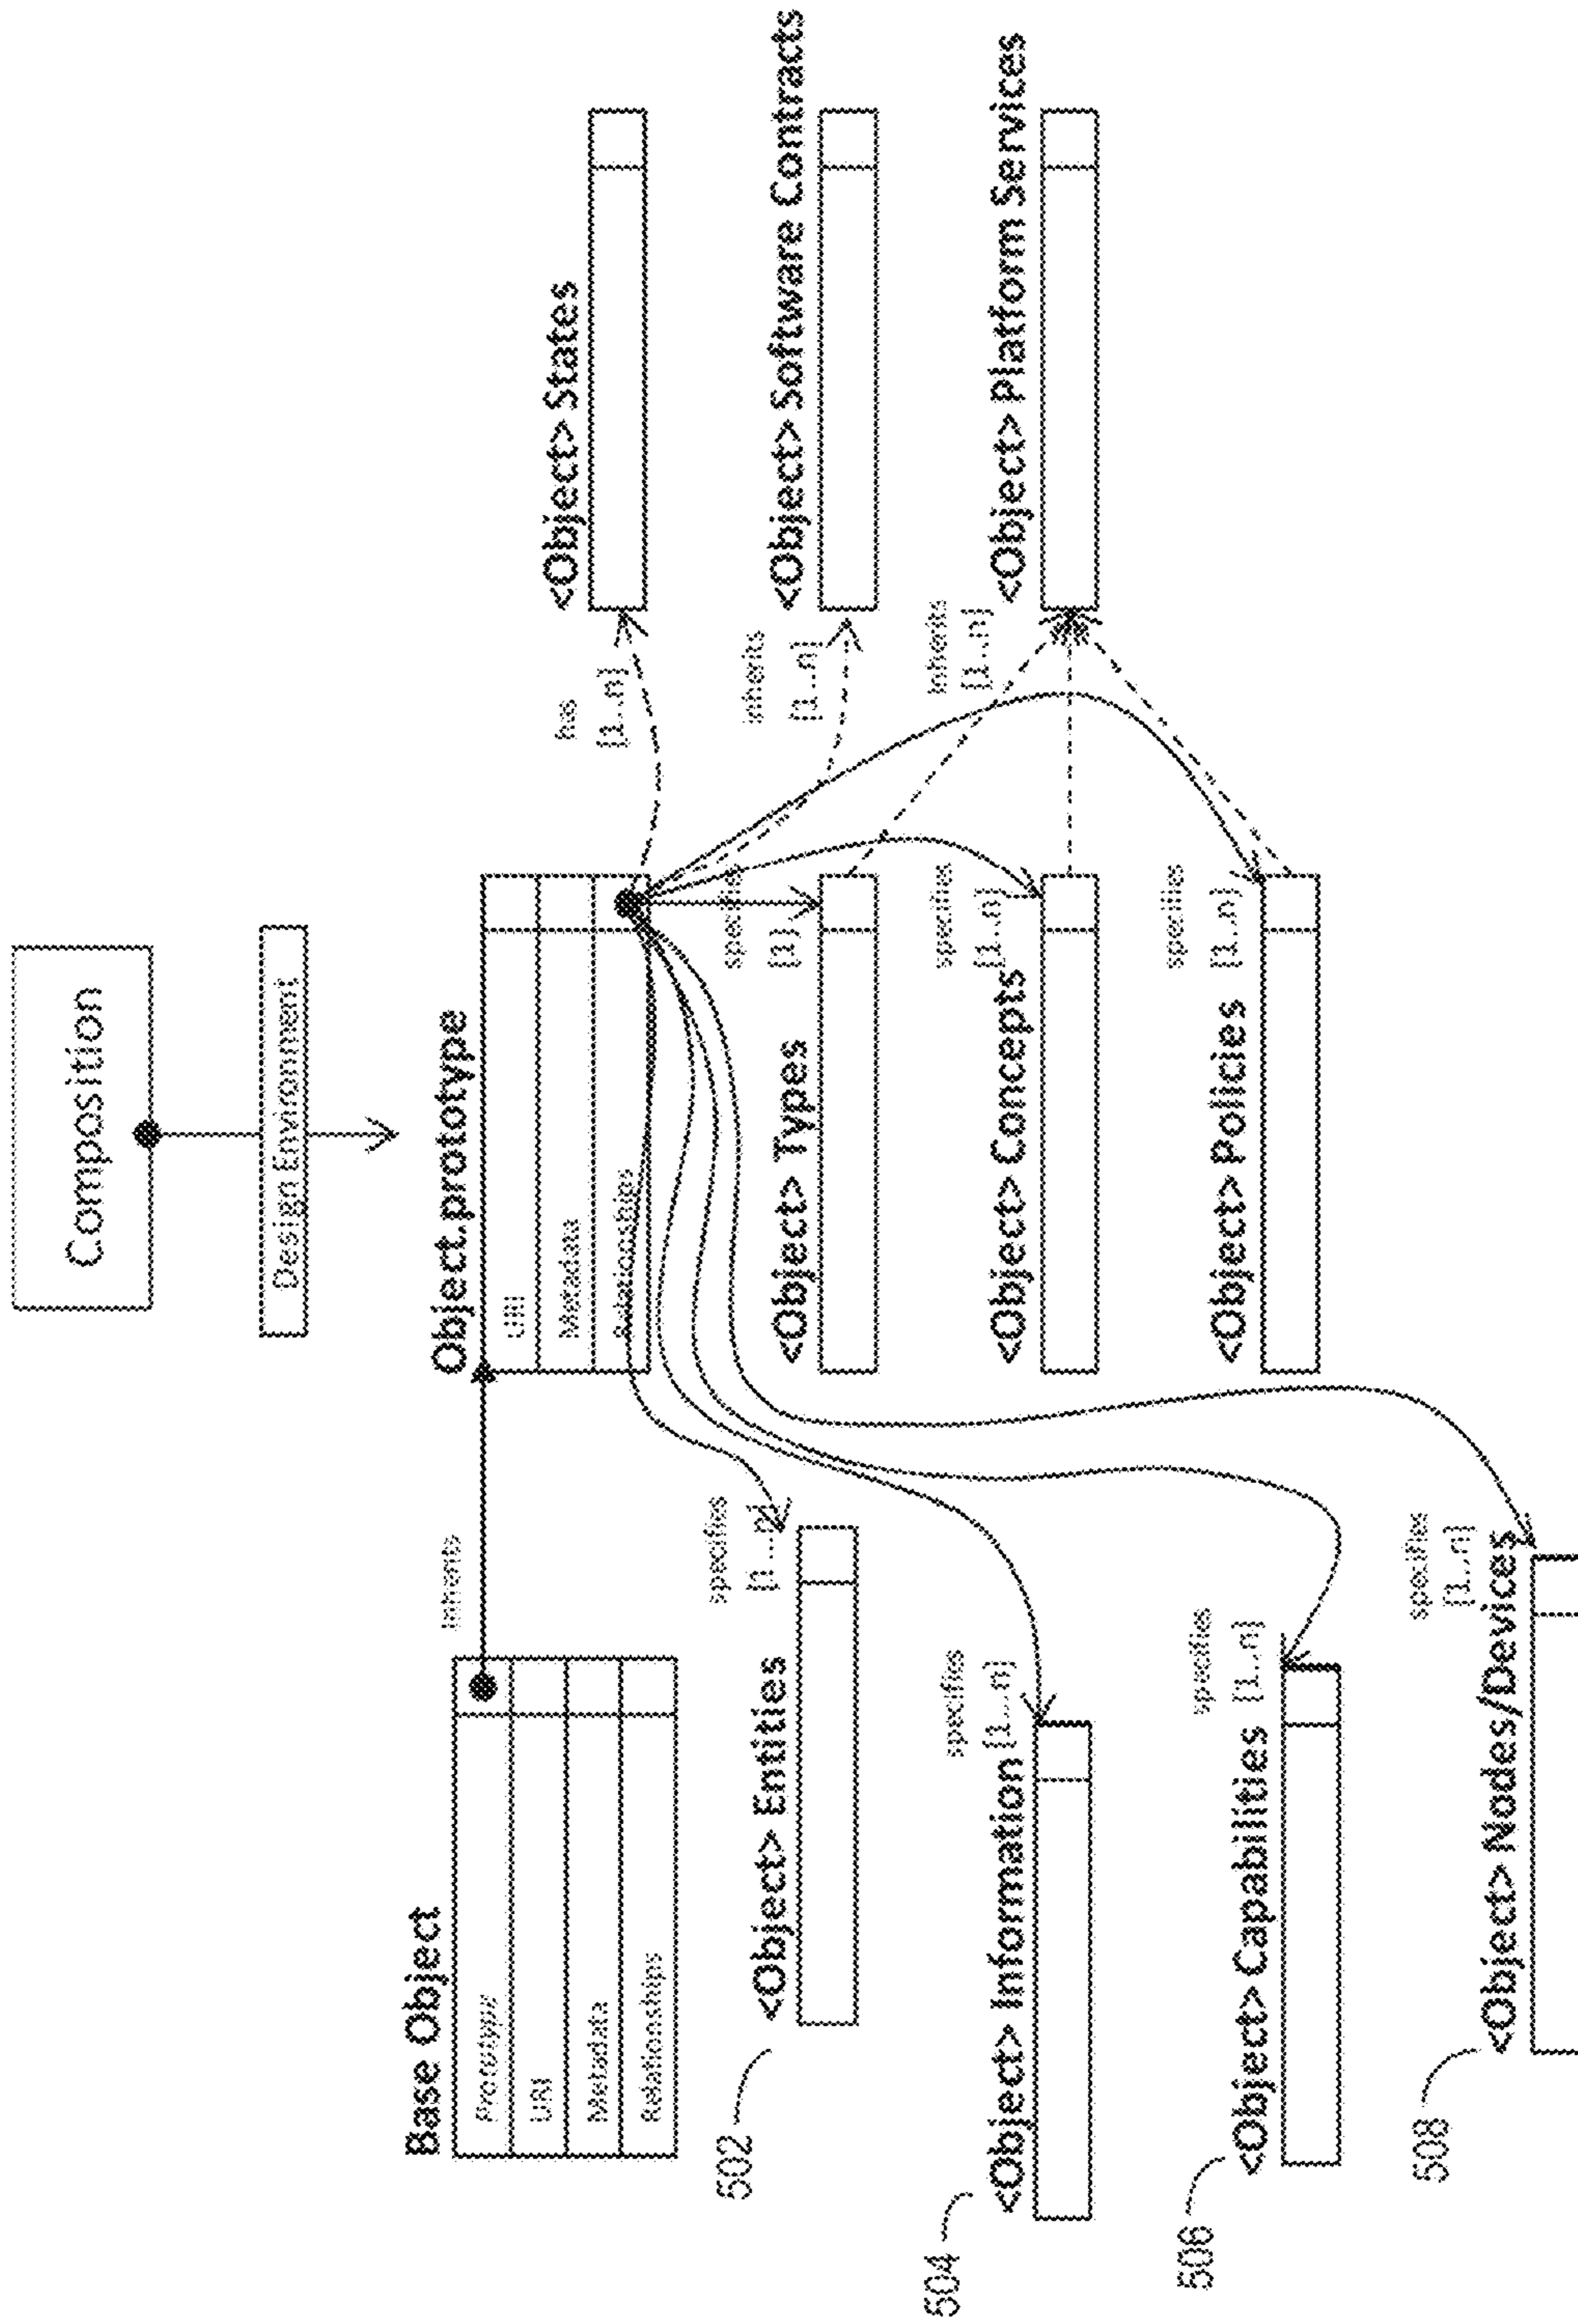 Composition
Design Environment
Base Object
Prototype
URI
Metadata
Relationships
Inherits
Object.prototype
URI
Metadata
Relationships
has
[1..n]
<Object> States
502
<Object> Entities
specifies
[1...n]
<Object> Types
specifies
[1]
inherits
[1..n]
<Object> Software Contracts
504
<Object> Information
specifies
[1...n]
<Object> Concepts
specifies
[1..n]
Inherits
[1..n]
<Object> Platform Services
506
<Object> Capabilities
specifies
[1..n]
<Object> Policies
specifies
[1..n]
508
<Object> Nodes/Devices
specifies
[1..n]